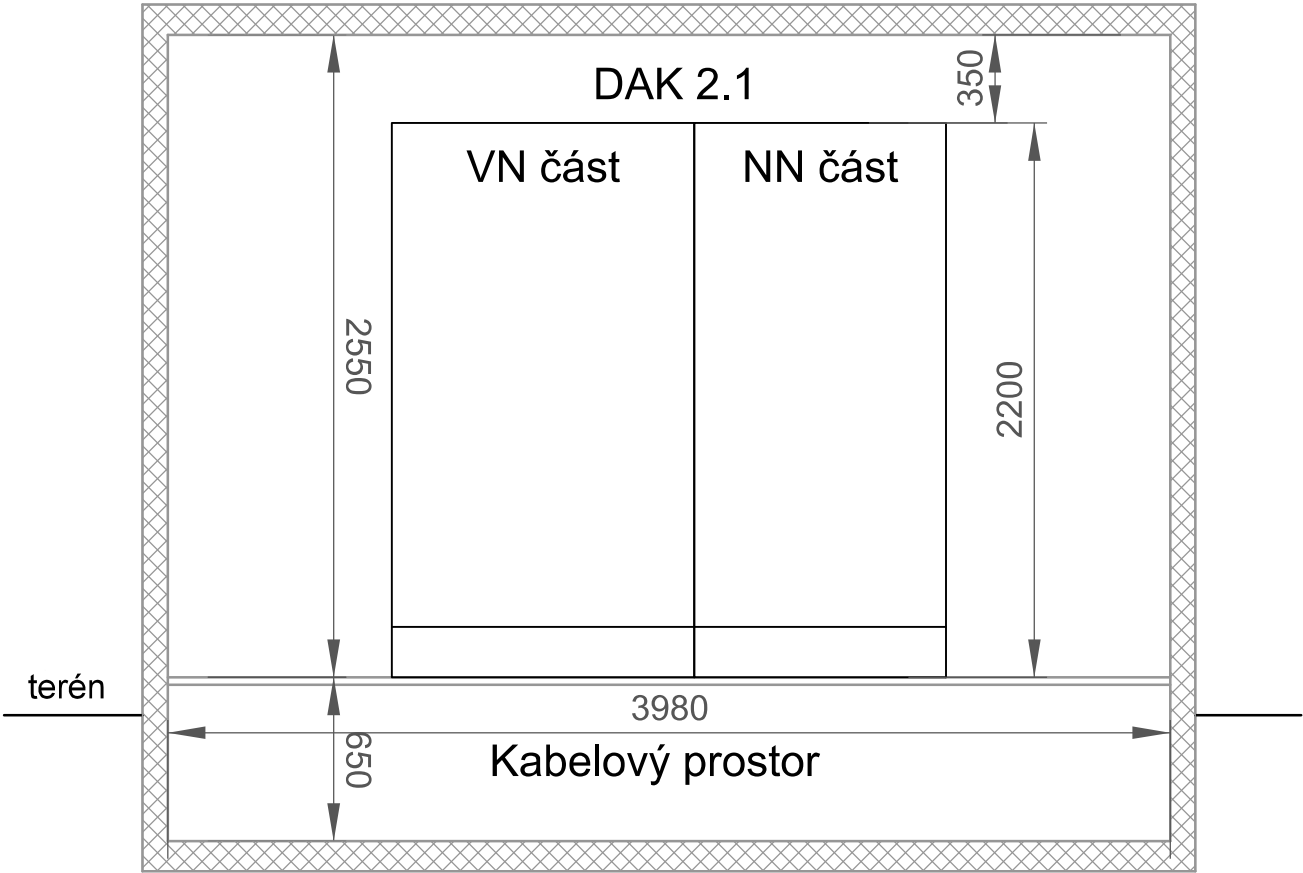 DAK 2.1
350
VN část
NN část
2550
2200
terén
3980
650
Kabelový prostor